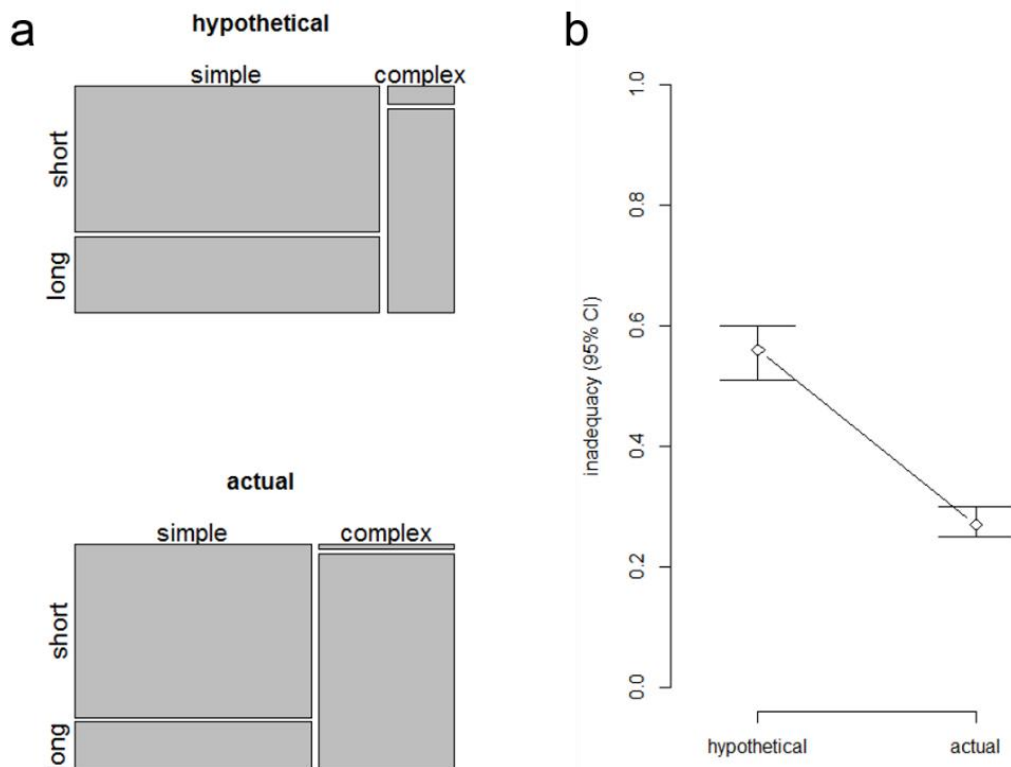 a
hypothetical
simple complex
short
long
actual
simple complex
short
ong
b
1.0
0.8
0.6
0.4
0.2
0.0
inadequacy (95% CI)
hypothetical actual